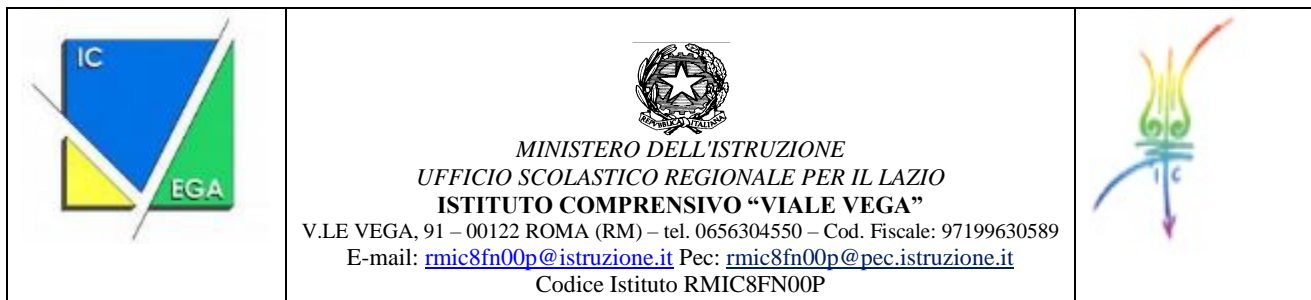 IC
EGA
REPVBBLICA ITALIANA
MINISTERO DELL'ISTRUZIONE
UFFICIO SCOLASTICO REGIONALE PER IL LAZIO
ISTITUTO COMPRENSIVO “VIALE VEGA”
V.LE VEGA, 91 – 00122 ROMA (RM) – tel. 0656304550 – Cod. Fiscale: 97199630589
E-mail: rmic8fn00p@istruzione.it Pec: rmic8fn00p@pec.istruzione.it
Codice Istituto RMIC8FN00P
I C